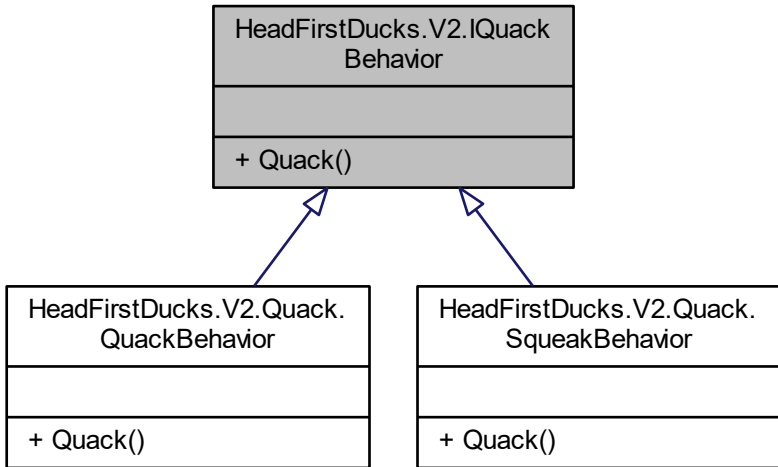 HeadFirstDucks.V2.IQuack
Behavior
+ Quack()
HeadFirstDucks.V2.Quack.
QuackBehavior
+ Quack()
HeadFirstDucks.V2.Quack.
SqueakBehavior
+ Quack()